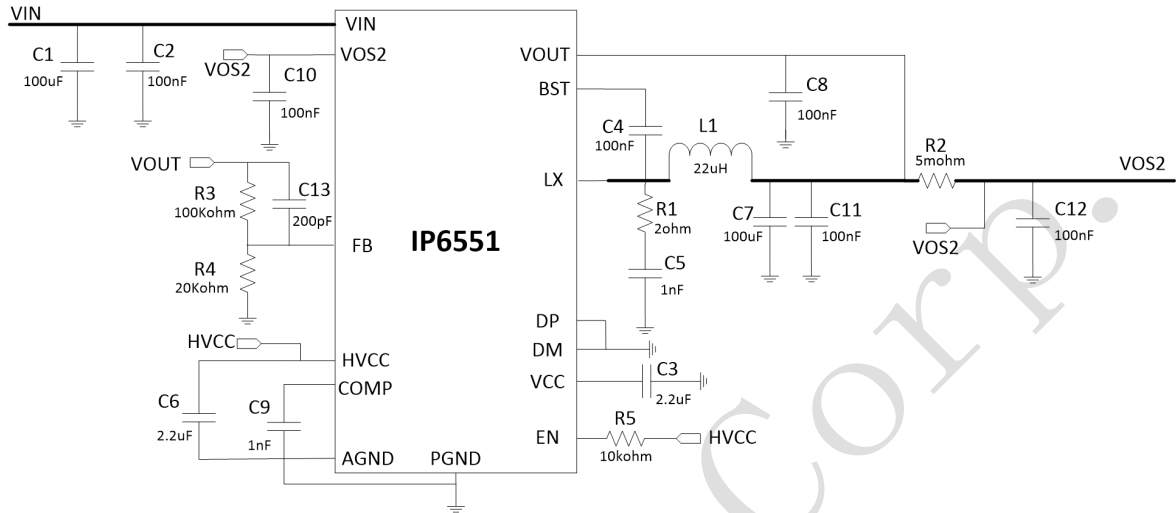 VIN
VIN
C1
100uF
C2
100nF
VOS2
VOS2
C10
100nF
VOUT
R3
100Kohm
C13
200pF
FB
R4
20Kohm
HVCC
HVCC
COMP
C6
2.2uF
C9
1nF
AGND
PGND
IP6551
VOUT
BST
LX
C4
100nF
L1
22uH
C8
100nF
R2
5mohm
VOS2
R1
2ohm
C5
1nF
C7
100uF
C11
100nF
VOS2
C12
100nF
DP
DM
VCC
C3
2.2uF
EN
R5
10kohm
HVCC
Corp.